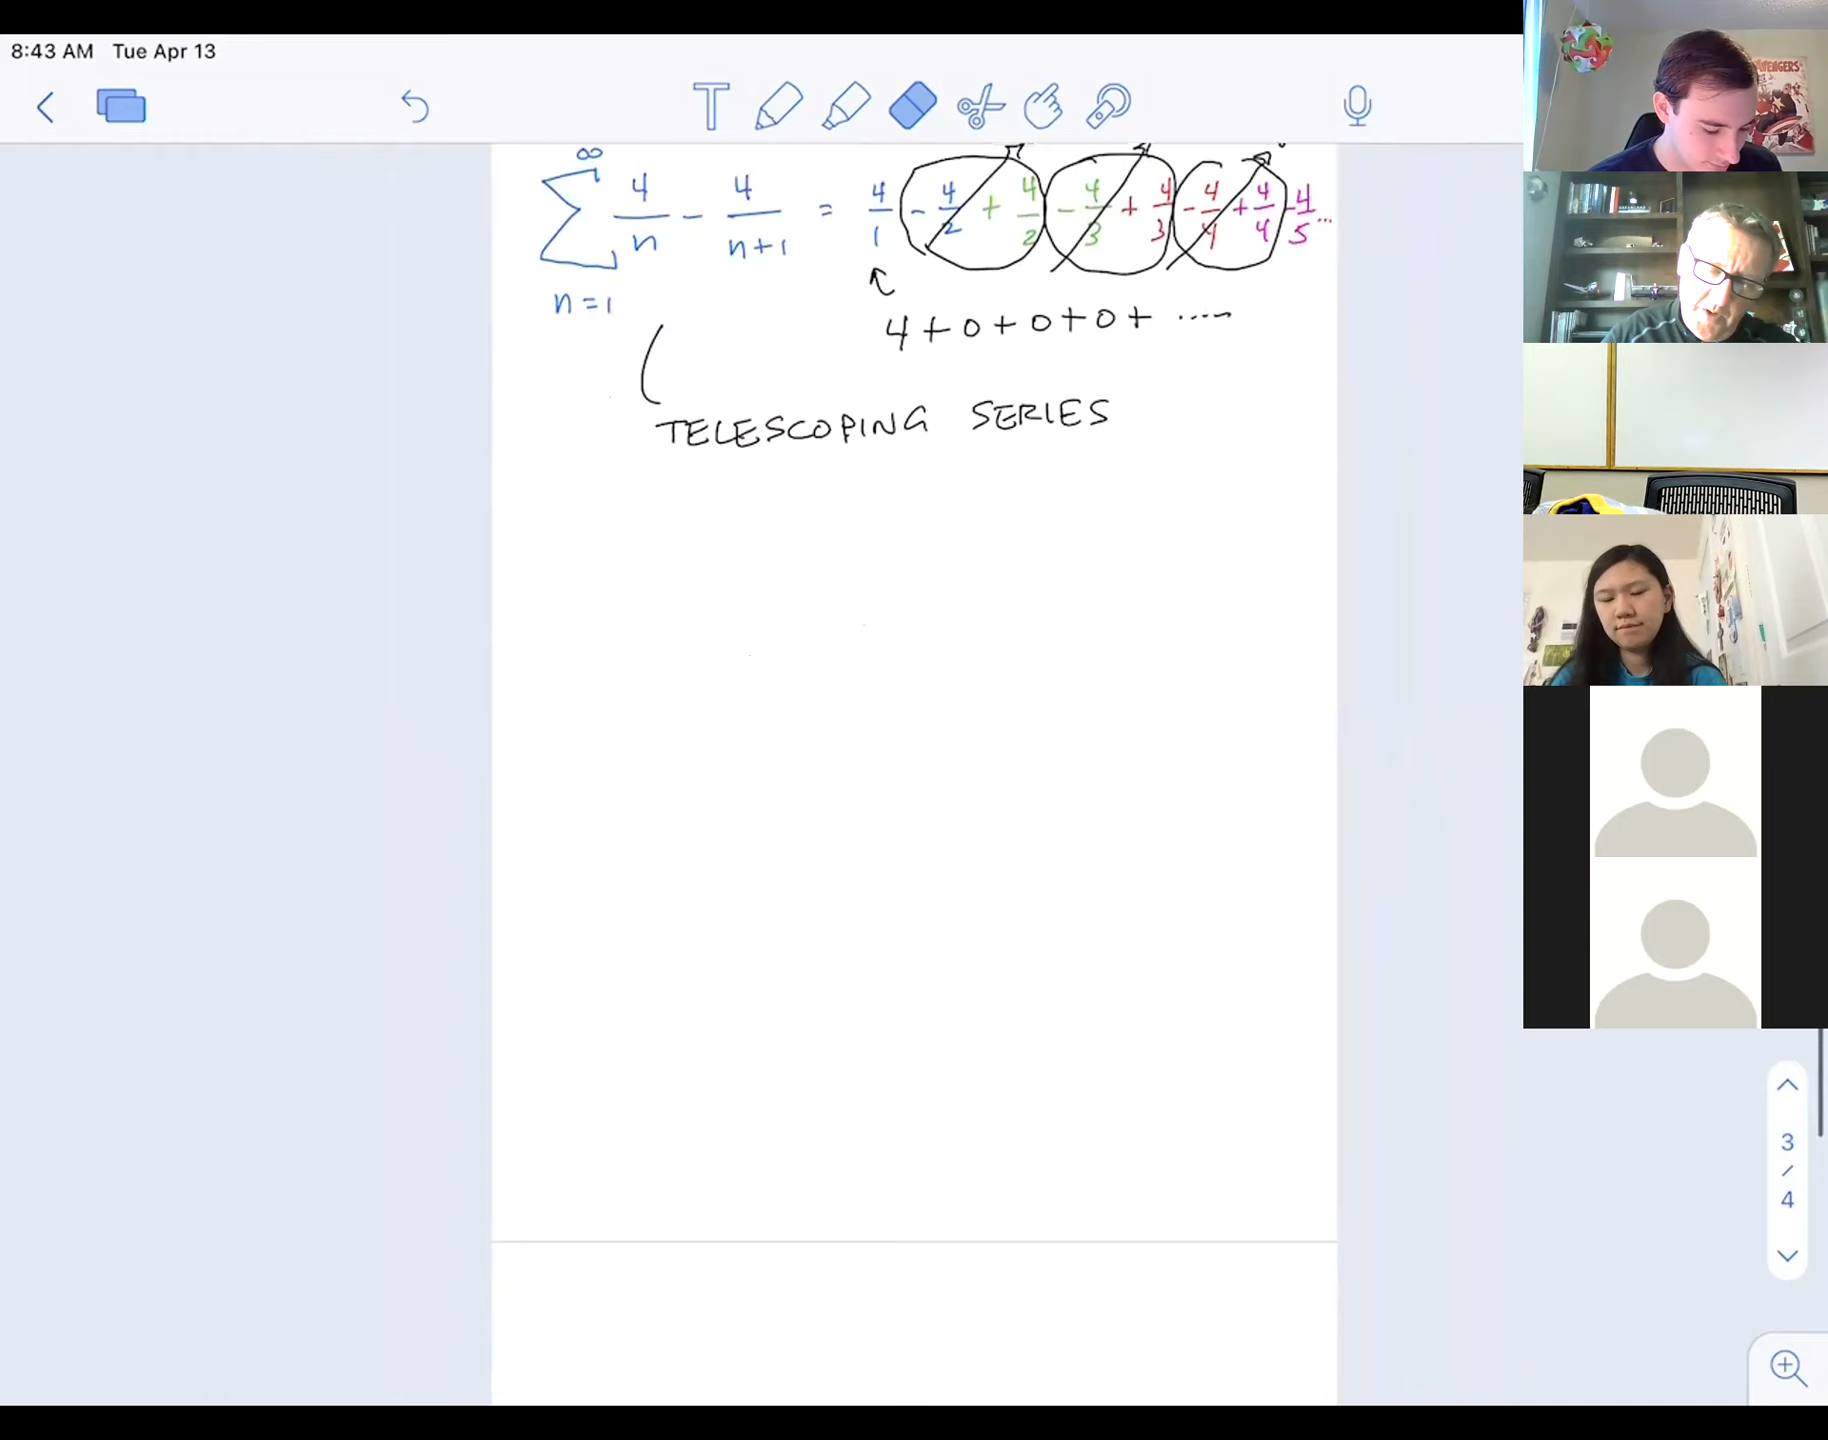 8:43 AM Tue Apr 13
AVENGERS
∞
∑ 4/n - 4/(n+1) = 4/1 - 4/2 + 4/2 - 4/3 + 4/3 - 4/4 + 4/4 - 4/5 ...
n=1
4+0+0+0+ .....
TELESCOPING SERIES
3
/
4